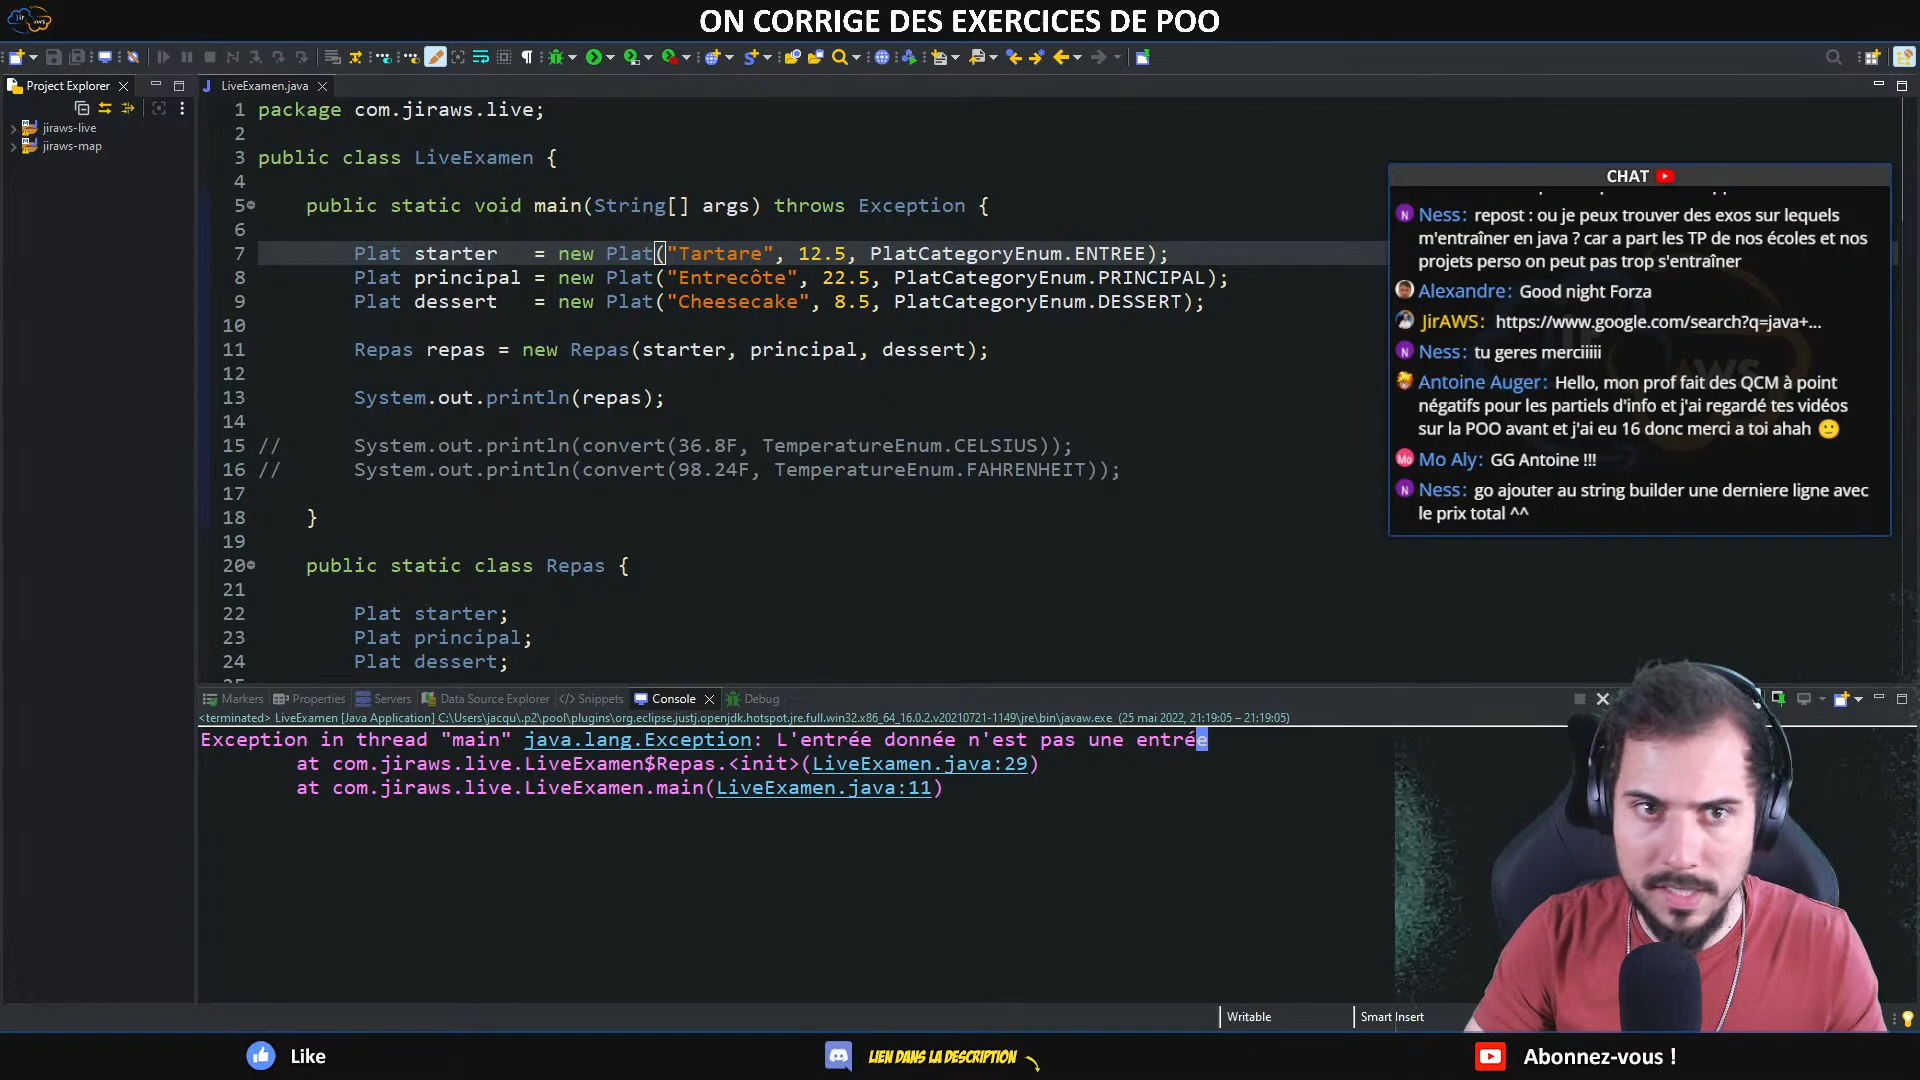 ON CORRIGE DES EXERCICES DE POO
Project Explorer
jiraws-live
jiraws-map
LiveExamen.java
1 package com.jiraws.live;
2
3 public class LiveExamen {
4
5 public static void main(String[] args) throws Exception {
6
7 Plat starter = new Plat("Tartare", 12.5, PlatCategoryEnum.ENTREE);
8 Plat principal = new Plat("Entrecôte", 22.5, PlatCategoryEnum.PRINCIPAL);
9 Plat dessert = new Plat("Cheesecake", 8.5, PlatCategoryEnum.DESSERT);
10
11 Repas repas = new Repas(starter, principal, dessert);
12
13 System.out.println(repas);
14
15 // System.out.println(convert(36.8F, TemperatureEnum.CELSIUS));
16 // System.out.println(convert(98.24F, TemperatureEnum.FAHRENHEIT));
17
18 }
19
20 public static class Repas {
21
22 Plat starter;
23 Plat principal;
24 Plat dessert;
CHAT
Ness: repost : ou je peux trouver des exos sur lequels
m'entraîner en java ? car a part les TP de nos écoles et nos
projets perso on peut pas trop s'entraîner
Alexandre: Good night Forza
JirAWS: https://www.google.com/search?q=java+...
Ness: tu geres merciiiii
Antoine Auger: Hello, mon prof fait des QCM à point
négatifs pour les partiels d'info et j'ai regardé tes vidéos
sur la POO avant et j'ai eu 16 donc merci a toi ahah
Mo Aly: GG Antoine !!!
Ness: go ajouter au string builder une derniere ligne avec
le prix total ^^
Markers Properties Servers Data Source Explorer Snippets Console Debug
<terminated> LiveExamen [Java Application] C:\Users\jacqu\.p2\pool\plugins\org.eclipse.justj.openjdk.hotspot.jre.full.win32.x86_64_16.0.2.v20210721-1149\jre\bin\javaw.exe (25 mai 2022, 21:19:05 – 21:19:05)
Exception in thread "main" java.lang.Exception: L'entrée donnée n'est pas une entrée
at com.jiraws.live.LiveExamen$Repas.<init>(LiveExamen.java:29)
at com.jiraws.live.LiveExamen.main(LiveExamen.java:11)
Writable
Smart Insert
Like
LIEN DANS LA DESCRIPTION
Abonnez-vous !